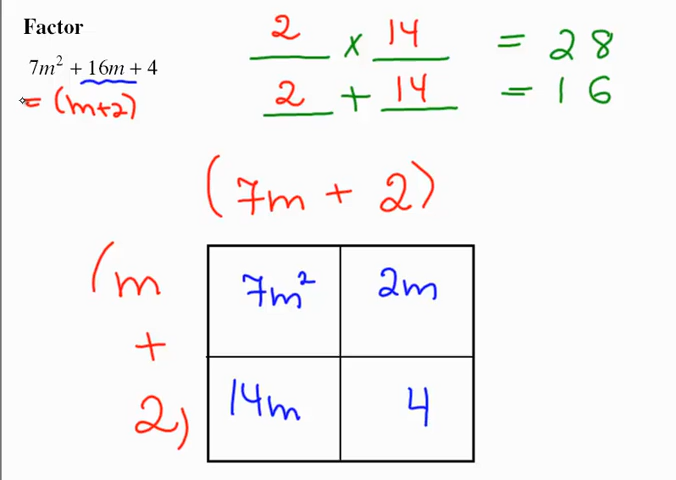 Factor
7m² + 16m + 4
= (m+2)
2 × 14 = 28
2 + 14 = 16
(7m + 2)
(m
+
2)
7m² 2m
14m 4